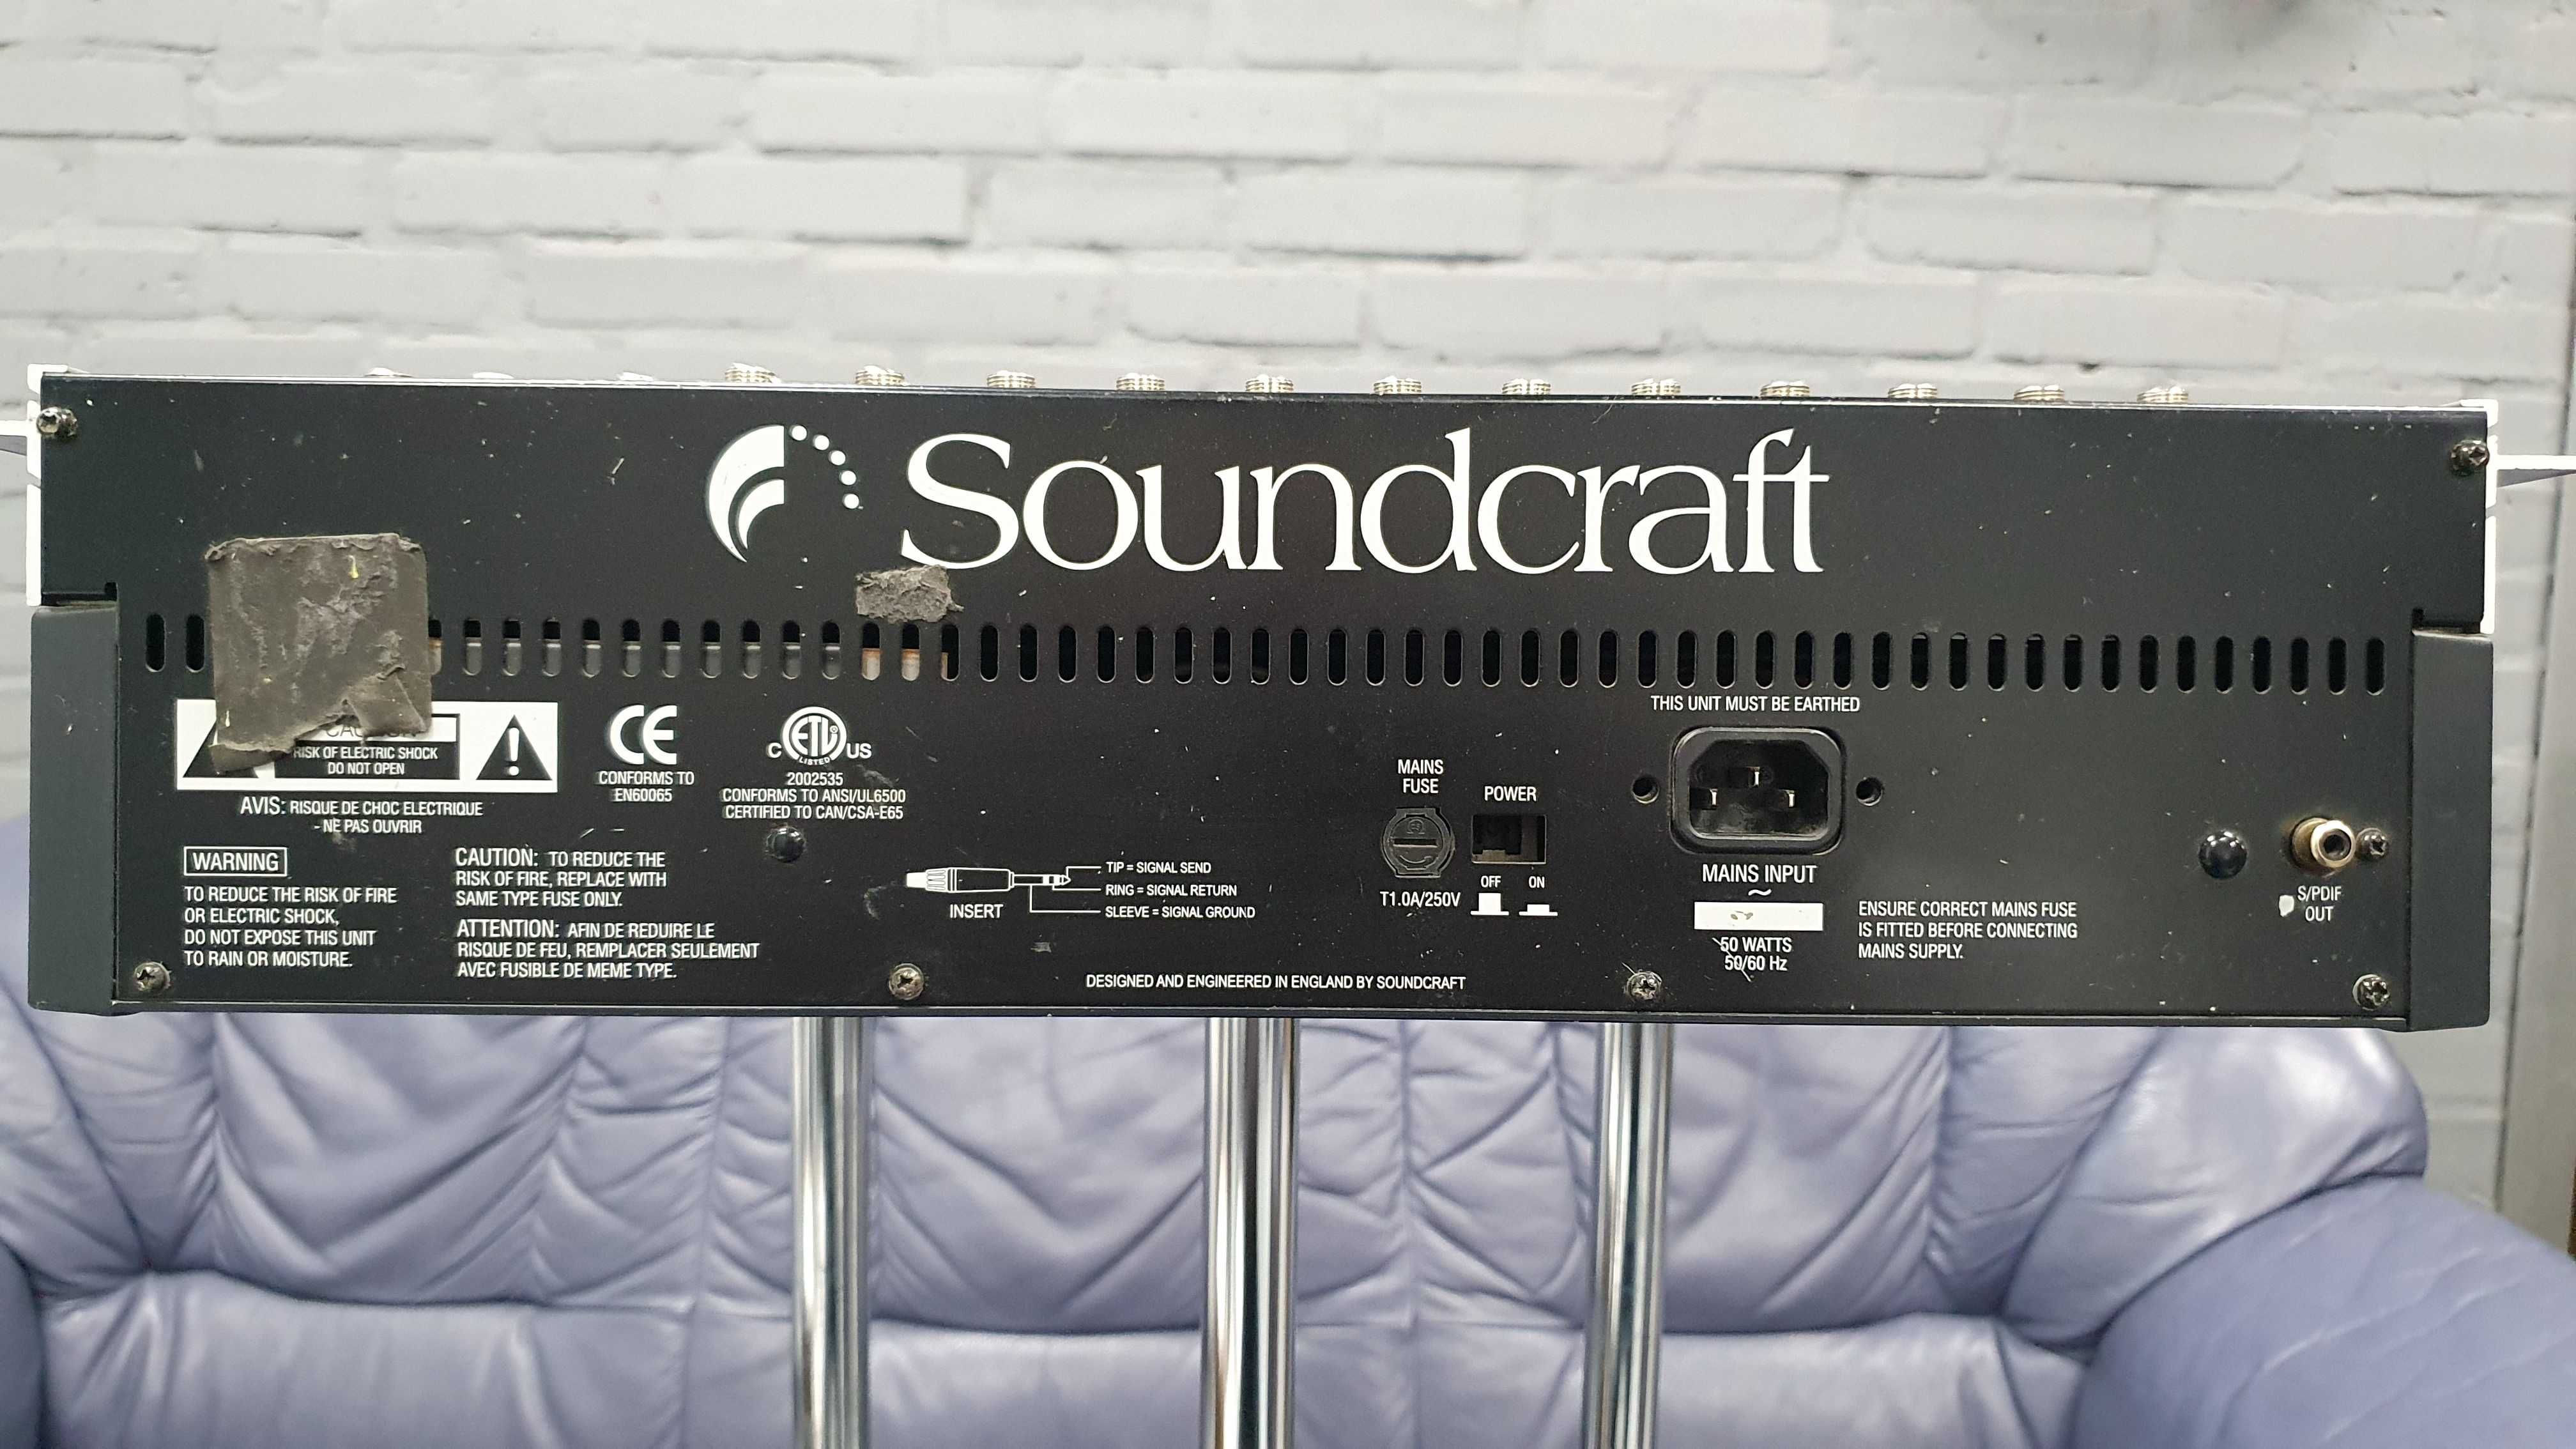 Soundcraft
RISK OF ELECTRIC SHOCK
DO NOT OPEN
AVIS: RISQUE DE CHOC ELECTRIQUE
- NE PAS OUVRIR
CE
CONFORMS TO
EN60065
C ETL US
LISTED
2002535
CONFORMS TO ANSI/UL6500
CERTIFIED TO CAN/CSA-E65
WARNING
TO REDUCE THE RISK OF FIRE
OR ELECTRIC SHOCK,
DO NOT EXPOSE THIS UNIT
TO RAIN OR MOISTURE.
CAUTION: TO REDUCE THE
RISK OF FIRE, REPLACE WITH
SAME TYPE FUSE ONLY.
ATTENTION: AFIN DE REDUIRE LE
RISQUE DE FEU, REMPLACER SEULEMENT
AVEC FUSIBLE DE MEME TYPE.
INSERT
TIP = SIGNAL SEND
RING = SIGNAL RETURN
SLEEVE = SIGNAL GROUND
DESIGNED AND ENGINEERED IN ENGLAND BY SOUNDCRAFT
MAINS
FUSE
T1.0A/250V
POWER
OFF ON
THIS UNIT MUST BE EARTHED
MAINS INPUT
~
50 WATTS
50/60 Hz
ENSURE CORRECT MAINS FUSE
IS FITTED BEFORE CONNECTING
MAINS SUPPLY.
S/PDIF
OUT